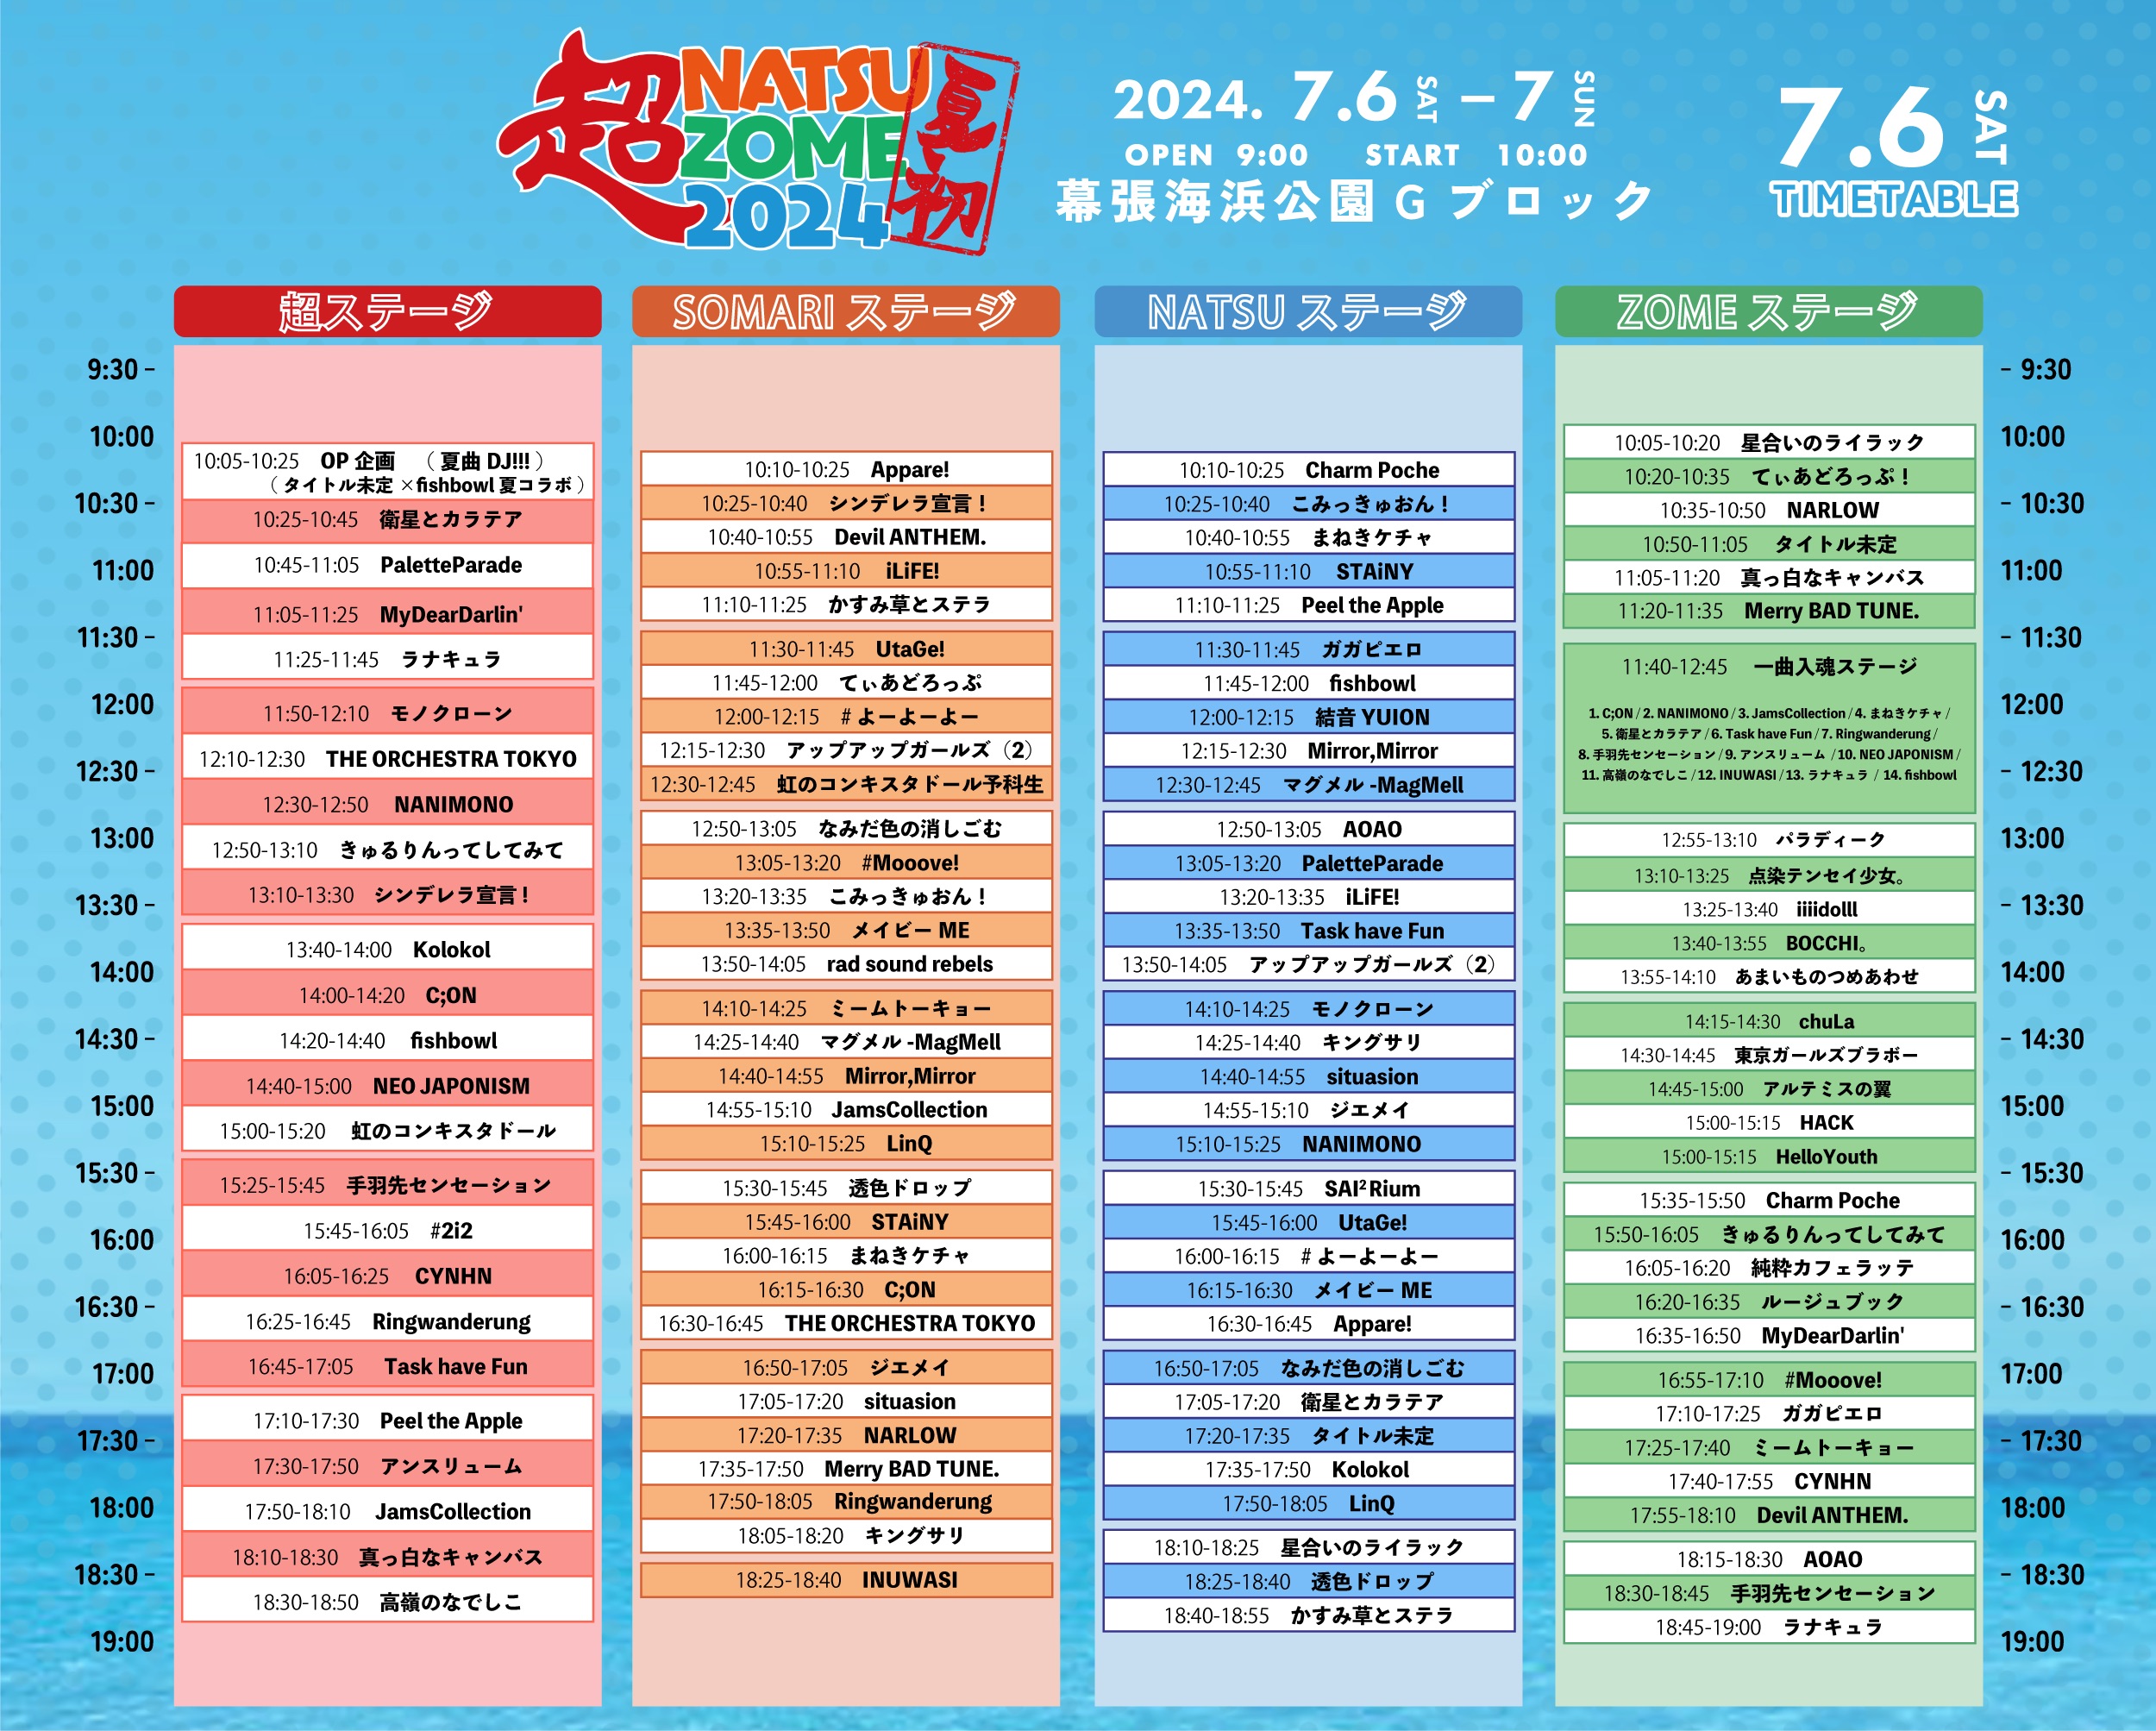 超
NATSU
ZOME
2024
夏初
2024. 7.6 SAT – 7 SUN
OPEN 9:00 START 10:00
幕張海浜公園 G ブロック
7.6 SAT
TIMETABLE
超ステージ
10:05-10:25 OP 企画 （ 夏曲 DJ!!! ）
（ タイトル未定 ×fishbowl 夏コラボ ）
10:25-10:45 衛星とカラテア
10:45-11:05 PaletteParade
11:05-11:25 MyDearDarlin'
11:25-11:45 ラナキュラ
11:50-12:10 モノクローン
12:10-12:30 THE ORCHESTRA TOKYO
12:30-12:50 NANIMONO
12:50-13:10 きゅるりんってしてみて
13:10-13:30 シンデレラ宣言！
13:40-14:00 Kolokol
14:00-14:20 C;ON
14:20-14:40 fishbowl
14:40-15:00 NEO JAPONISM
15:00-15:20 虹のコンキスタドール
15:25-15:45 手羽先センセーション
15:45-16:05 #2i2
16:05-16:25 CYNHN
16:25-16:45 Ringwanderung
16:45-17:05 Task have Fun
17:10-17:30 Peel the Apple
17:30-17:50 アンスリューム
17:50-18:10 JamsCollection
18:10-18:30 真っ白なキャンバス
18:30-18:50 高嶺のなでしこ
SOMARI ステージ
10:10-10:25 Appare!
10:25-10:40 シンデレラ宣言！
10:40-10:55 Devil ANTHEM.
10:55-11:10 iLiFE!
11:10-11:25 かすみ草とステラ
11:30-11:45 UtaGe!
11:45-12:00 てぃあどろっぷ
12:00-12:15 # よーよーよー
12:15-12:30 アップアップガールズ（2）
12:30-12:45 虹のコンキスタドール予科生
12:50-13:05 なみだ色の消しごむ
13:05-13:20 #Mooove!
13:20-13:35 こみっきゅおん！
13:35-13:50 メイビー ME
13:50-14:05 rad sound rebels
14:10-14:25 ミームトーキョー
14:25-14:40 マグメル -MagMell
14:40-14:55 Mirror,Mirror
14:55-15:10 JamsCollection
15:10-15:25 LinQ
15:30-15:45 透色ドロップ
15:45-16:00 STAiNY
16:00-16:15 まねきケチャ
16:15-16:30 C;ON
16:30-16:45 THE ORCHESTRA TOKYO
16:50-17:05 ジエメイ
17:05-17:20 situasion
17:20-17:35 NARLOW
17:35-17:50 Merry BAD TUNE.
17:50-18:05 Ringwanderung
18:05-18:20 キングサリ
18:25-18:40 INUWASI
NATSU ステージ
10:10-10:25 Charm Poche
10:25-10:40 こみっきゅおん！
10:40-10:55 まねきケチャ
10:55-11:10 STAiNY
11:10-11:25 Peel the Apple
11:30-11:45 ガガピエロ
11:45-12:00 fishbowl
12:00-12:15 結音 YUION
12:15-12:30 Mirror,Mirror
12:30-12:45 マグメル -MagMell
12:50-13:05 AOAO
13:05-13:20 PaletteParade
13:20-13:35 iLiFE!
13:35-13:50 Task have Fun
13:50-14:05 アップアップガールズ（2）
14:10-14:25 モノクローン
14:25-14:40 キングサリ
14:40-14:55 situasion
14:55-15:10 ジエメイ
15:10-15:25 NANIMONO
15:30-15:45 SAI²Rium
15:45-16:00 UtaGe!
16:00-16:15 # よーよーよー
16:15-16:30 メイビー ME
16:30-16:45 Appare!
16:50-17:05 なみだ色の消しごむ
17:05-17:20 衛星とカラテア
17:20-17:35 タイトル未定
17:35-17:50 Kolokol
17:50-18:05 LinQ
18:10-18:25 星合いのライラック
18:25-18:40 透色ドロップ
18:40-18:55 かすみ草とステラ
ZOME ステージ
10:05-10:20 星合いのライラック
10:20-10:35 てぃあどろっぷ！
10:35-10:50 NARLOW
10:50-11:05 タイトル未定
11:05-11:20 真っ白なキャンバス
11:20-11:35 Merry BAD TUNE.
11:40-12:45 一曲入魂ステージ
1. C;ON / 2. NANIMONO / 3. JamsCollection / 4. まねきケチャ /
5. 衛星とカラテア / 6. Task have Fun / 7. Ringwanderung /
8. 手羽先センセーション / 9. アンスリューム / 10. NEO JAPONISM /
11. 高嶺のなでしこ / 12. INUWASI / 13. ラナキュラ / 14. fishbowl
12:55-13:10 パラディーク
13:10-13:25 点染テンセイ少女。
13:25-13:40 iiiidolll
13:40-13:55 BOCCHI。
13:55-14:10 あまいものつめあわせ
14:15-14:30 chuLa
14:30-14:45 東京ガールズブラボー
14:45-15:00 アルテミスの翼
15:00-15:15 HACK
15:00-15:15 HelloYouth
15:35-15:50 Charm Poche
15:50-16:05 きゅるりんってしてみて
16:05-16:20 純粋カフェラッテ
16:20-16:35 ルージュブック
16:35-16:50 MyDearDarlin'
16:55-17:10 #Mooove!
17:10-17:25 ガガピエロ
17:25-17:40 ミームトーキョー
17:40-17:55 CYNHN
17:55-18:10 Devil ANTHEM.
18:15-18:30 AOAO
18:30-18:45 手羽先センセーション
18:45-19:00 ラナキュラ
9:30 -
10:00
10:30 -
11:00
11:30 -
12:00
12:30 -
13:00
13:30 -
14:00
14:30 -
15:00
15:30 -
16:00
16:30 -
17:00
17:30 -
18:00
18:30 -
19:00
- 9:30
10:00
- 10:30
11:00
- 11:30
12:00
- 12:30
13:00
- 13:30
14:00
- 14:30
15:00
- 15:30
16:00
- 16:30
17:00
- 17:30
18:00
- 18:30
19:00